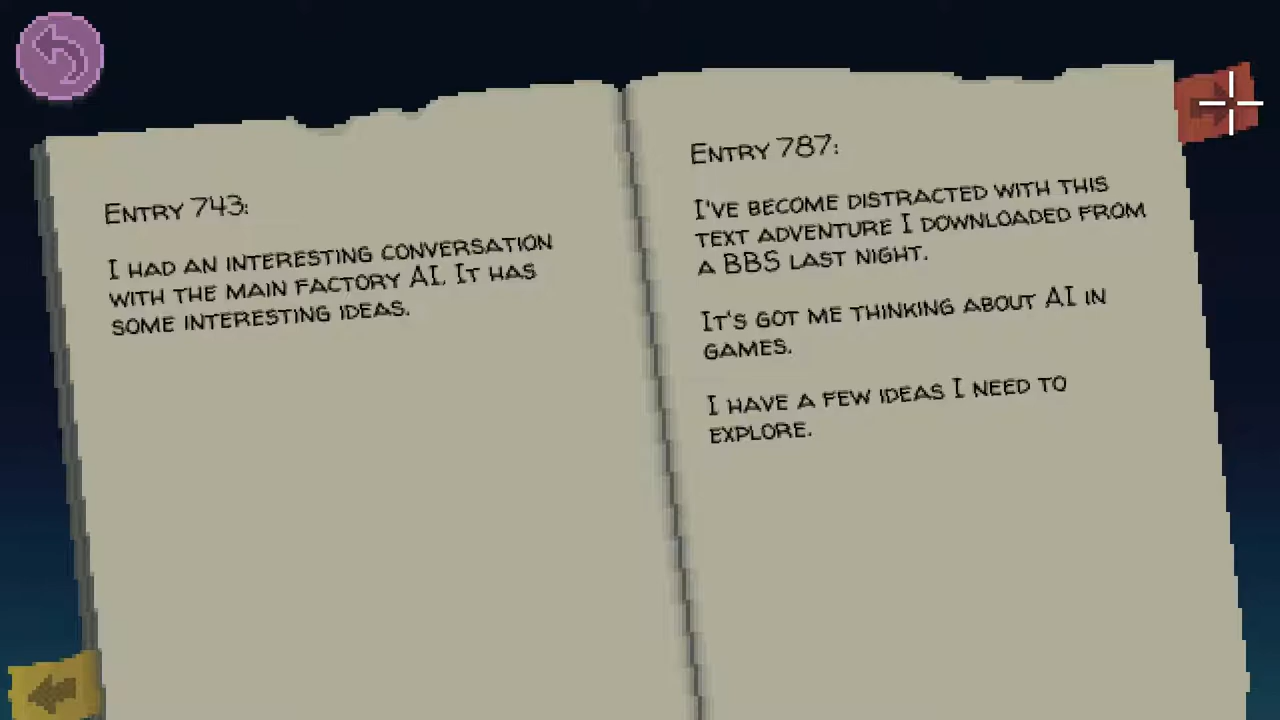 Entry 743:
I had an interesting conversation
with the main factory AI. It has
some interesting ideas.
Entry 787:
I've become distracted with this
text adventure I downloaded from
a BBS last night.
It's got me thinking about AI in
games.
I have a few ideas I need to
explore.